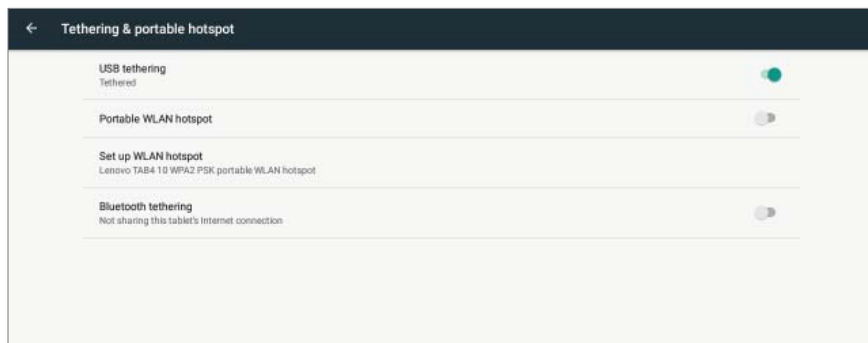 Tethering & portable hotspot
USB tethering
Tethered
Portable WLAN hotspot
Set up WLAN hotspot
Lenovo TAB4 10 WPA2 PSK portable WLAN hotspot
Bluetooth tethering
Not sharing this tablet's Internet connection